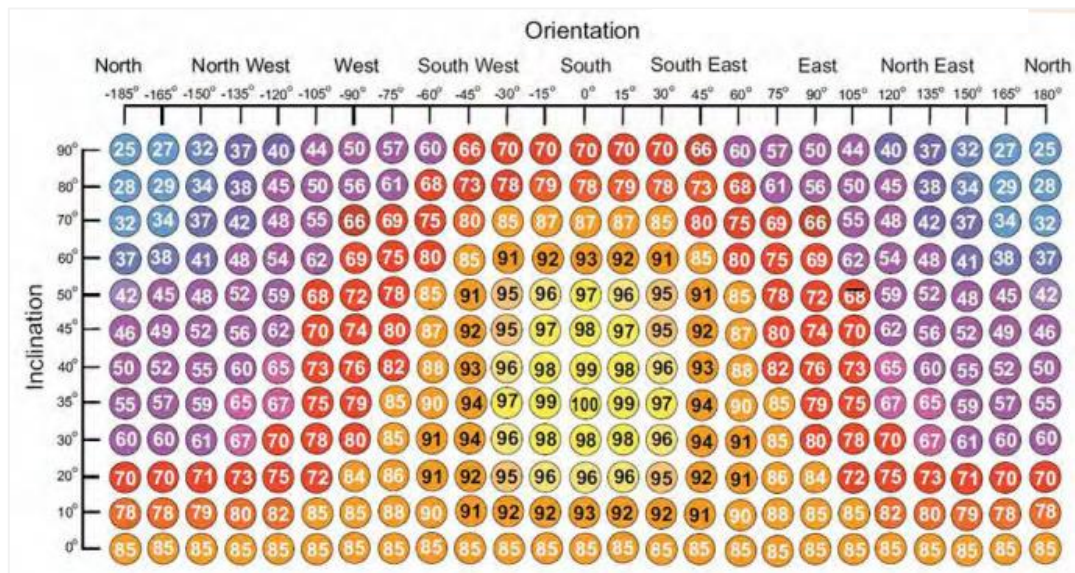 Orientation
North North West West South West South South East East North East North
-185° -165° -150° -135° -120° -105° -90° -75° -60° -45° -30° -15° 0° 15° 30° 45° 60° 75° 90° 105° 120° 135° 150° 165° 180°
Inclination
90° 25 27 32 37 40 44 50 57 60 66 70 70 70 70 70 66 60 57 50 44 40 37 32 27 25
80° 28 29 34 38 45 50 56 61 68 73 78 79 78 79 78 73 68 61 56 50 45 38 34 29 28
70° 32 34 37 42 48 55 66 69 75 80 85 87 87 87 85 80 75 69 66 55 48 42 37 34 32
60° 37 38 41 48 54 62 69 75 80 85 91 92 93 92 91 85 80 75 69 62 54 48 41 38 37
50° 42 45 48 52 59 68 72 78 85 91 95 96 97 96 95 91 85 78 72 68 59 52 48 45 42
45° 46 49 52 56 62 70 74 80 87 92 95 97 98 97 95 92 87 80 74 70 62 56 52 49 46
40° 50 52 55 60 65 73 76 82 88 93 96 98 99 98 96 93 88 82 76 73 65 60 55 52 50
35° 55 57 59 65 67 75 79 85 90 94 97 99 100 99 97 94 90 85 79 75 67 65 59 57 55
30° 60 60 61 67 70 78 80 85 91 94 96 98 98 98 96 94 91 85 80 78 70 67 61 60 60
20° 70 70 71 73 75 72 84 86 91 92 95 96 96 96 95 92 91 86 84 72 75 73 71 70 70
10° 78 78 79 80 82 85 85 88 90 91 92 92 93 92 92 91 90 88 85 85 82 80 79 78 78
0° 85 85 85 85 85 85 85 85 85 85 85 85 85 85 85 85 85 85 85 85 85 85 85 85 85